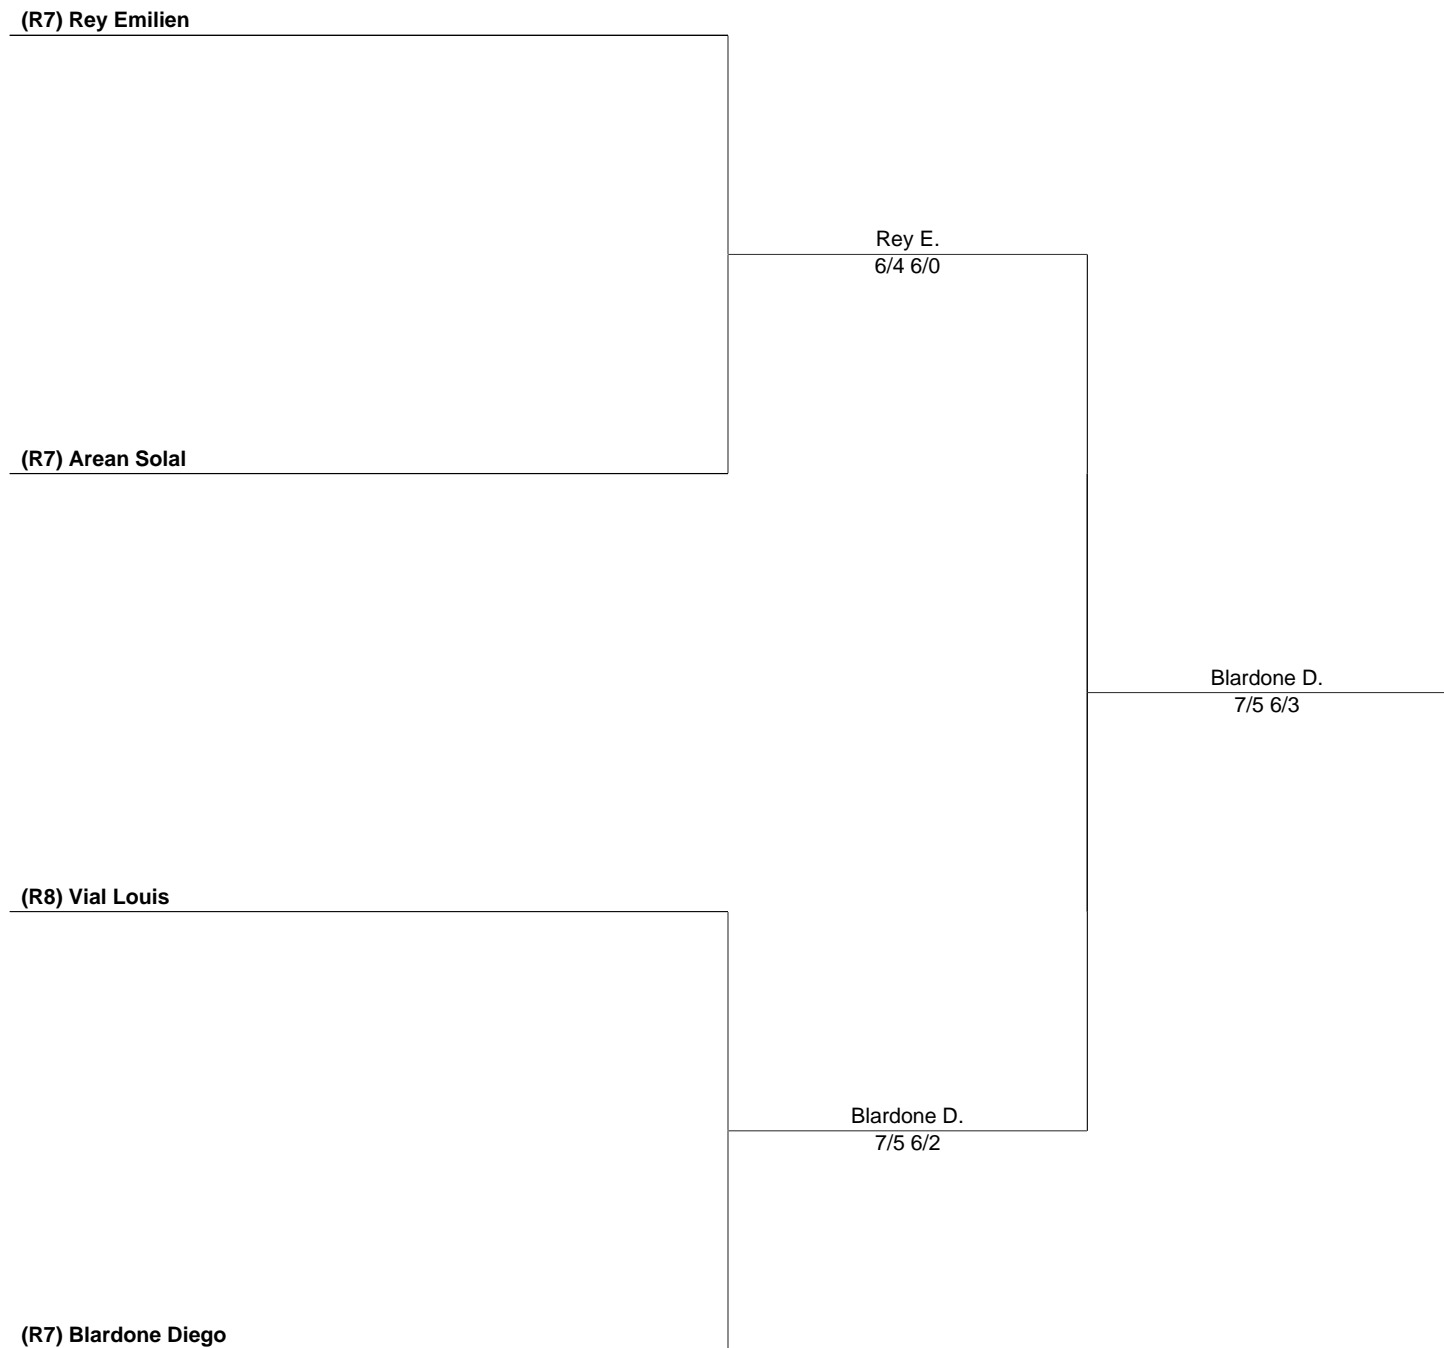 (R7) Rey Emilien
Rey E.
6/4 6/0
(R7) Arean Solal
Blardone D.
7/5 6/3
(R8) Vial Louis
Blardone D.
7/5 6/2
(R7) Blardone Diego